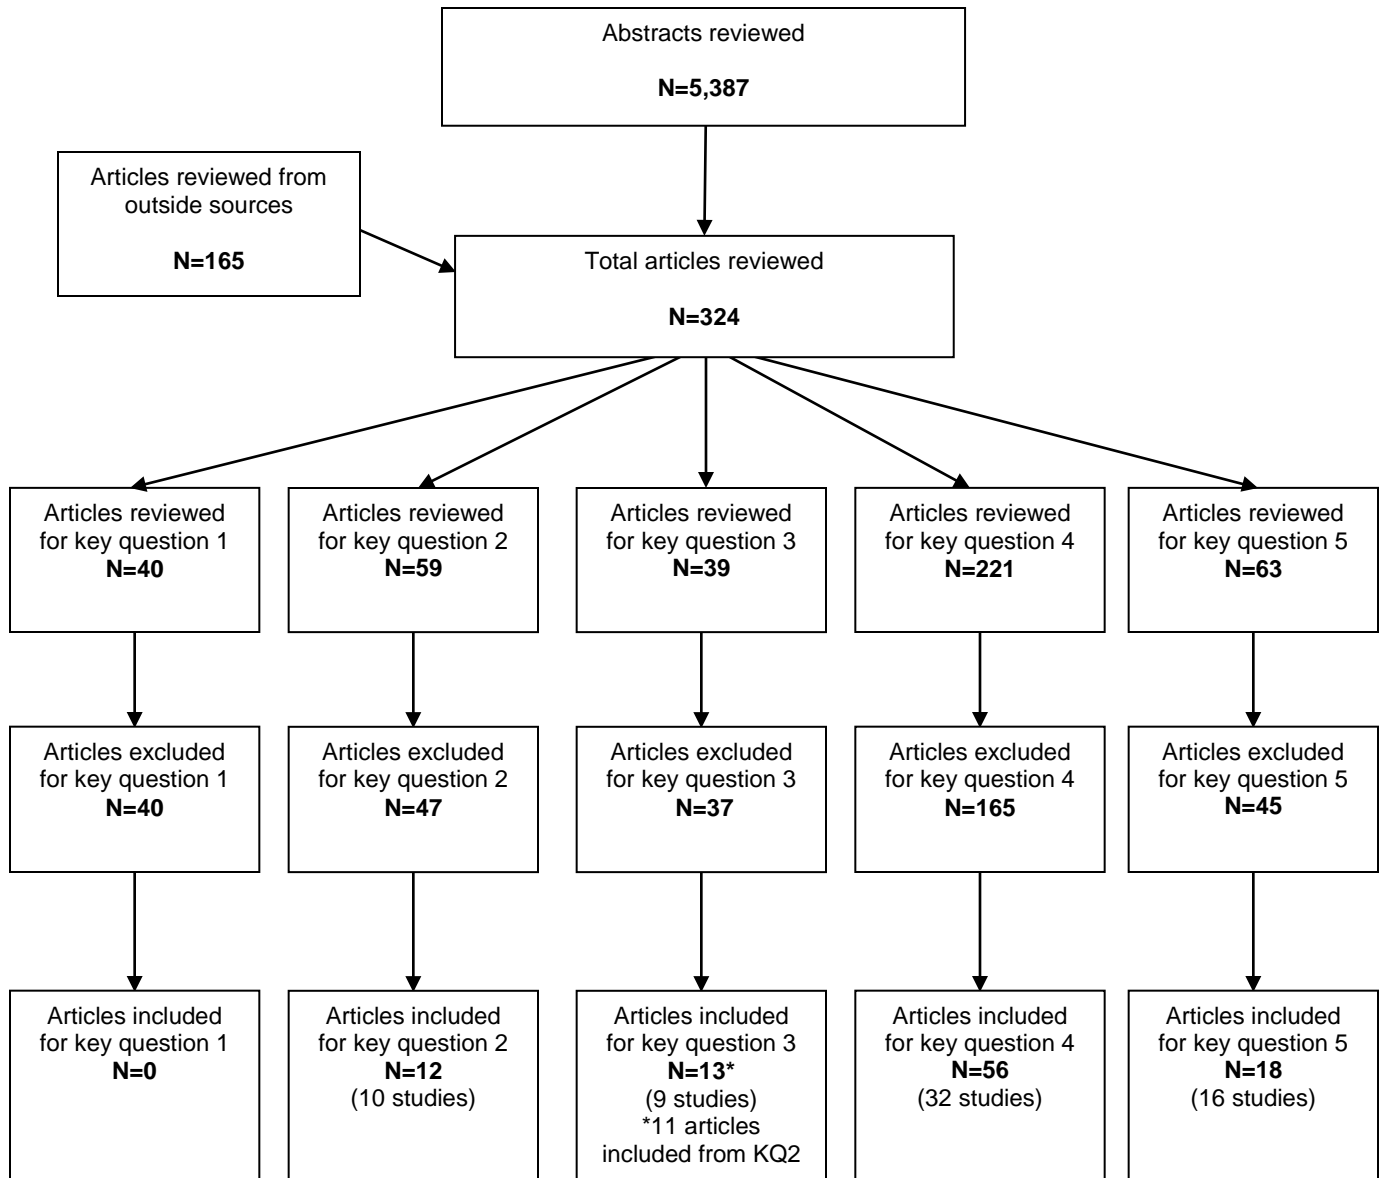 Abstracts reviewed
N=5,387
Articles reviewed from
outside sources
N=165
Total articles reviewed
N=324
Articles reviewed
for key question 1
N=40
Articles reviewed
for key question 2
N=59
Articles reviewed
for key question 3
N=39
Articles reviewed
for key question 4
N=221
Articles reviewed
for key question 5
N=63
Articles excluded
for key question 1
N=40
Articles excluded
for key question 2
N=47
Articles excluded
for key question 3
N=37
Articles excluded
for key question 4
N=165
Articles excluded
for key question 5
N=45
Articles included
for key question 1
N=0
Articles included
for key question 2
N=12
(10 studies)
Articles included
for key question 3
N=13*
(9 studies)
*11 articles
included from KQ2
Articles included
for key question 4
N=56
(32 studies)
Articles included
for key question 5
N=18
(16 studies)